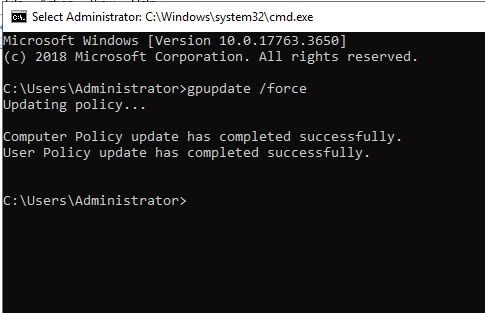 Select Administrator: C:\Windows\system32\cmd.exe
Microsoft Windows [Version 10.0.17763.3650]
(c) 2018 Microsoft Corporation. All rights reserved.
C:\Users\Administrator>gpupdate /force
Updating policy...
Computer Policy update has completed successfully.
User Policy update has completed successfully.
C:\Users\Administrator>